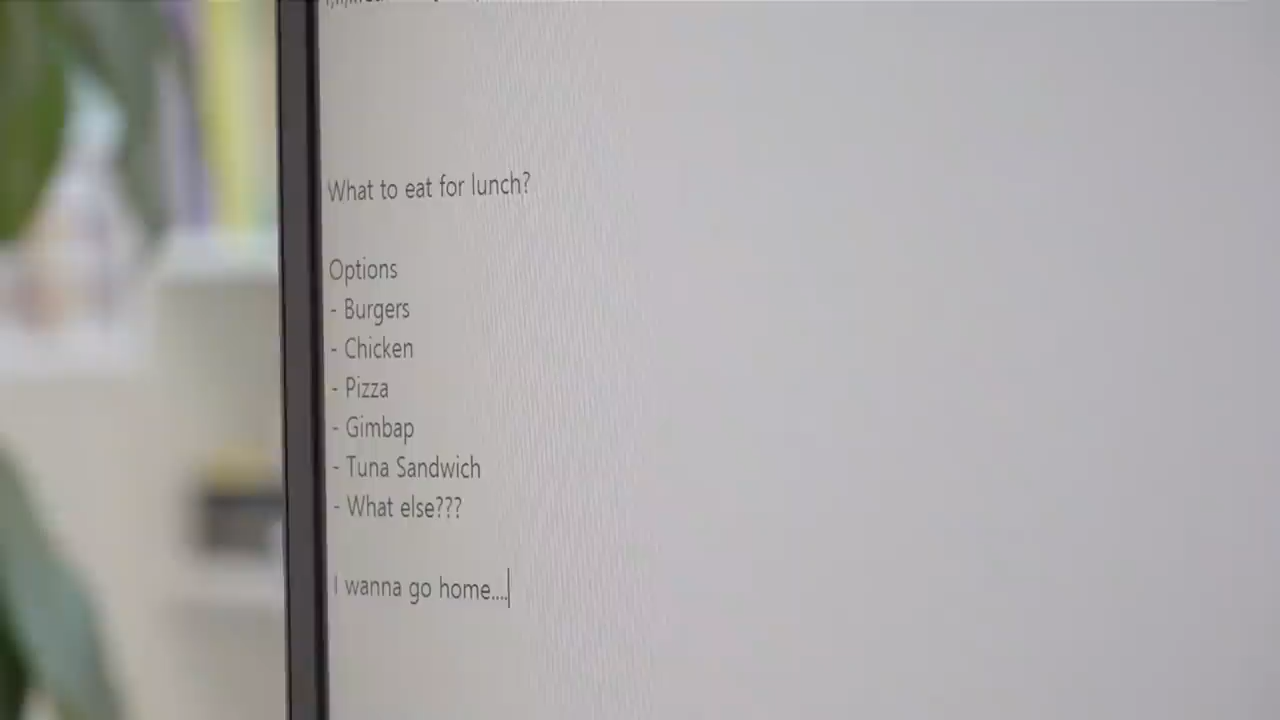 What to eat for lunch?
Options
- Burgers
- Chicken
- Pizza
- Gimbap
- Tuna Sandwich
- What else???
I wanna go home....